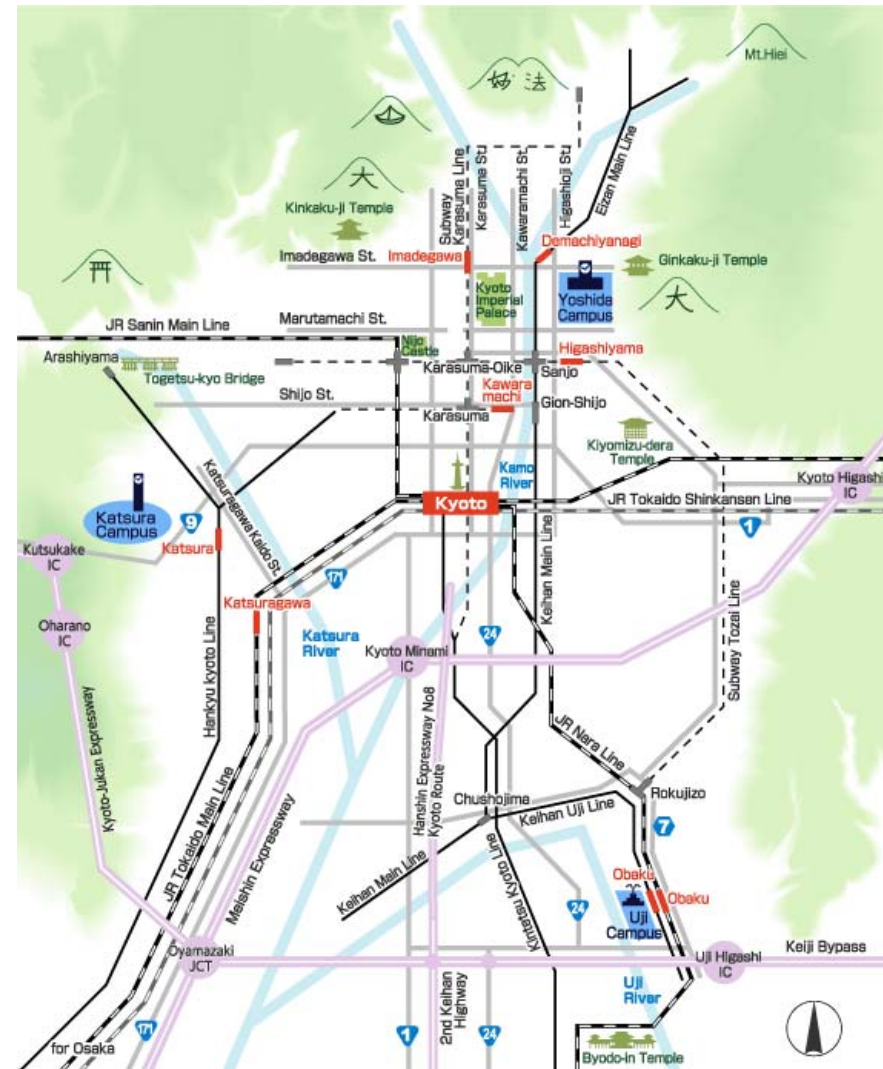 Mt.Hiei
妙 法
大
Kinkaku-ji Temple
Subway
Karasuma Line
Karasuma St.
Kawaramachi St.
Higashioji St.
Eizan Main Line
Imadegawa St.
Imadegawa
Demachiyanagi
Ginkaku-ji Temple
Kyoto
Imperial
Palace
Yoshida
Campus
大
JR Sanin Main Line
Marutamachi St.
Nijo
Castle
Higashiyama
Arashiyama
Togetsu-kyo Bridge
Karasuma-Oike
Sanjo
Shijo St.
Kawara
machi
Karasuma
Gion-Shijo
Kiyomizu-dera
Temple
Kamo
River
Kyoto Higashi
IC
Katsura
Campus
9
Katsuragawa Kaido St.
Kyoto
JR Tokaido Shinkansen Line
1
Kutsukake
IC
Katsura
171
Keihan Main Line
Katsuragawa
Oharano
IC
Hankyu kyoto Line
Katsura
River
Kyoto Minami
IC
24
Subway Tozai Line
Kyoto-Jukan Expressway
JR Tokaido Main Line
Meishin Expressway
Hanshin Expressway No8
Kyoto Route
JR Nara Line
Chushojima
Rokujizo
Keihan Uji Line
7
Keihan Main Line
Kintetsu Kyoto Line
Obaku
Obaku
24
Uji
Campus
Oyamazaki
JCT
Uji Higashi
IC
Keiji Bypass
Uji
River
171
1
2nd Keihan
Highway
24
for Osaka
Byodo-in Temple